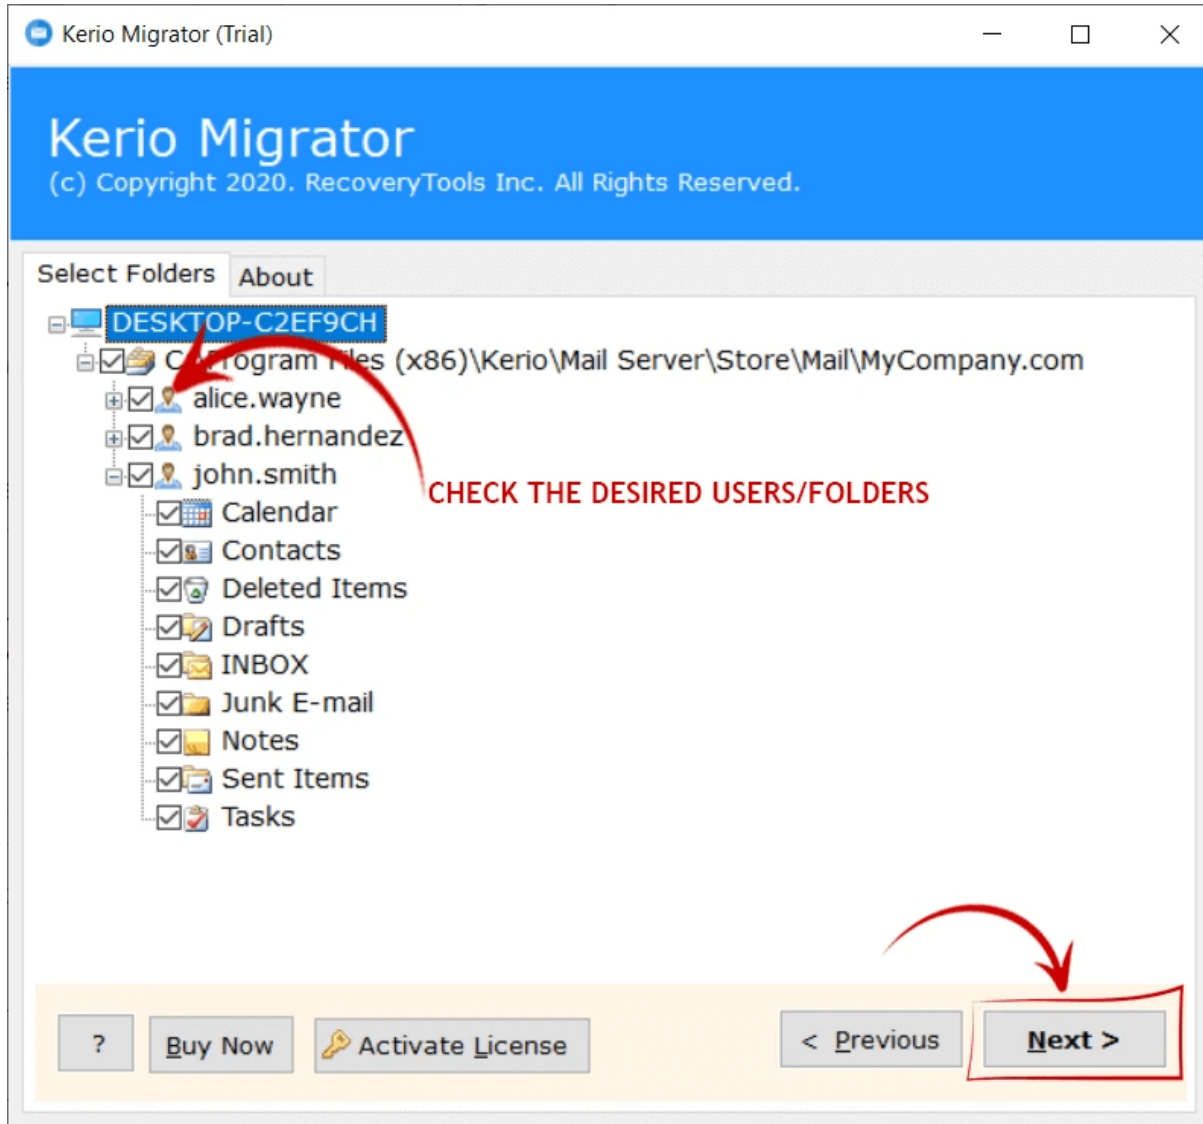 Kerio Migrator (Trial)
Kerio Migrator
(c) Copyright 2020. RecoveryTools Inc. All Rights Reserved.
Select Folders
About
DESKTOP-C2EF9CH
Files (x86)\Kerio\Mail Server\Store\Mail\MyCompany.com
alice.wayne
brad.hernandez
john.smith
CHECK THE DESIRED USERS/FOLDERS
Calendar
Contacts
Deleted Items
Drafts
INBOX
Junk E-mail
Notes
Sent Items
Tasks
?
Buy Now
Activate License
< Previous
Next >